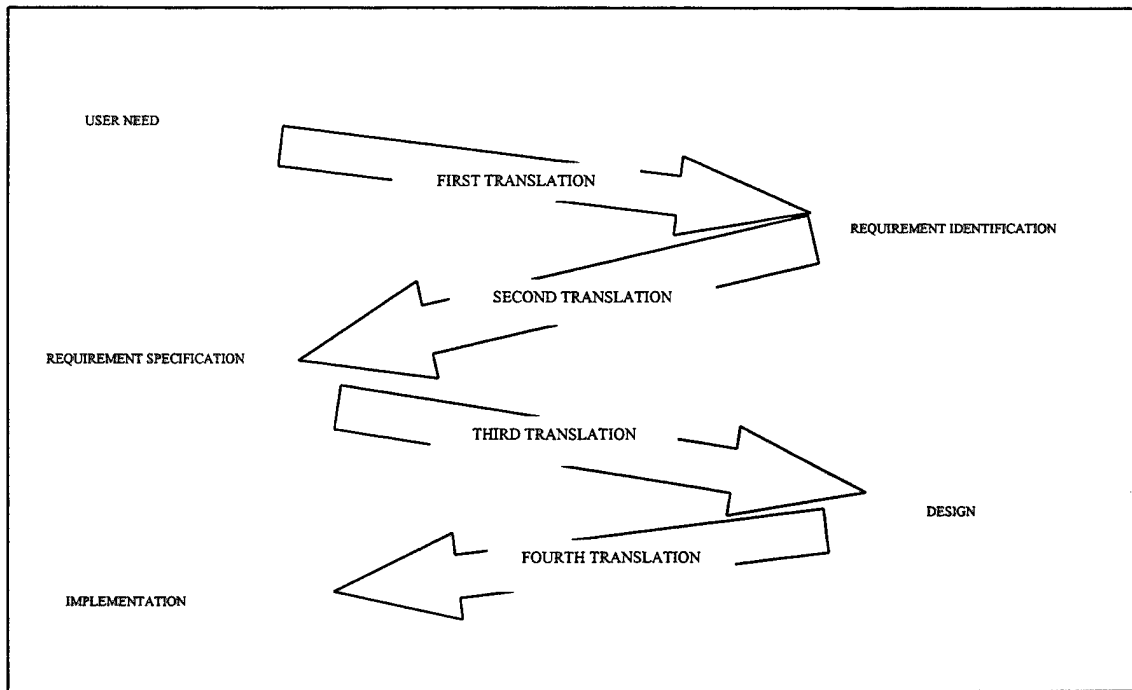 USER NEED
FIRST TRANSLATION
REQUIREMENT IDENTIFICATION
SECOND TRANSLATION
REQUIREMENT SPECIFICATION
THIRD TRANSLATION
DESIGN
FOURTH TRANSLATION
IMPLEMENTATION